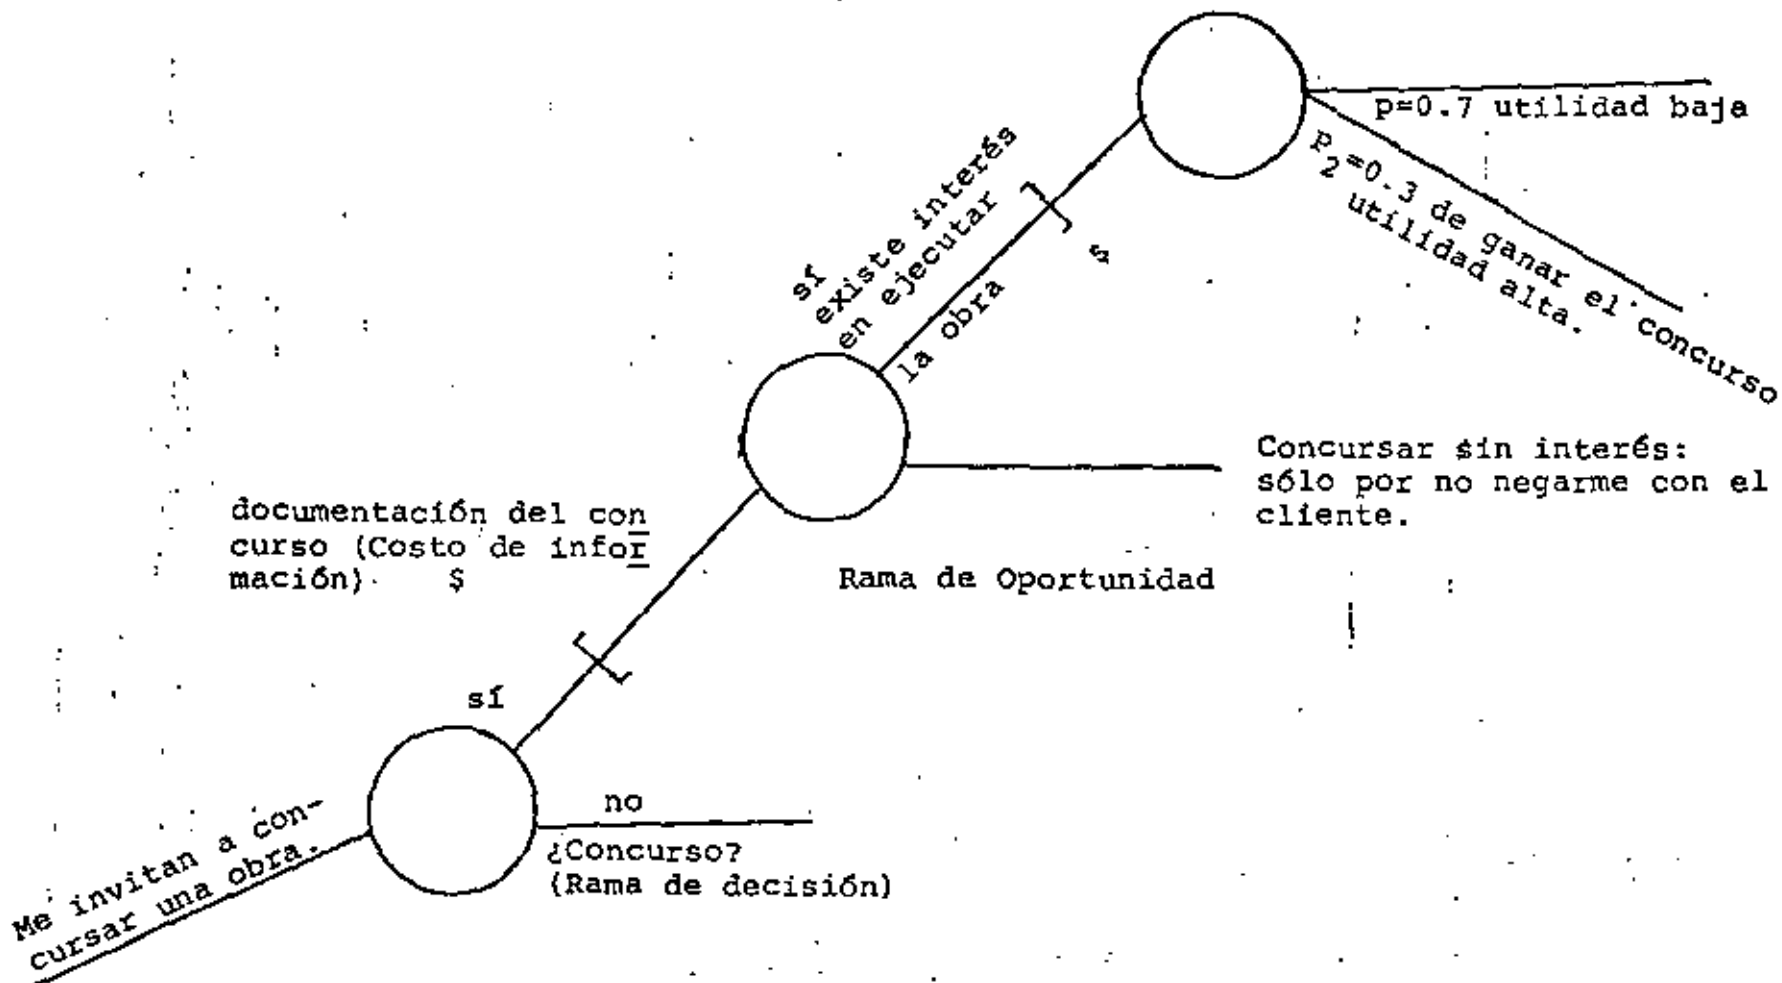 p=0.7 utilidad baja
P₂=0.3 de ganar el concurso
utilidad alta.
sí
existe interés
en ejecutar
la obra
$
Concursar sin interés:
sólo por no negarme con el
cliente.
documentación del con
curso (Costo de infor
mación). $
Rama de Oportunidad
sí
no
¿Concurso?
(Rama de decisión)
Me invitan a con-
cursar una obra.